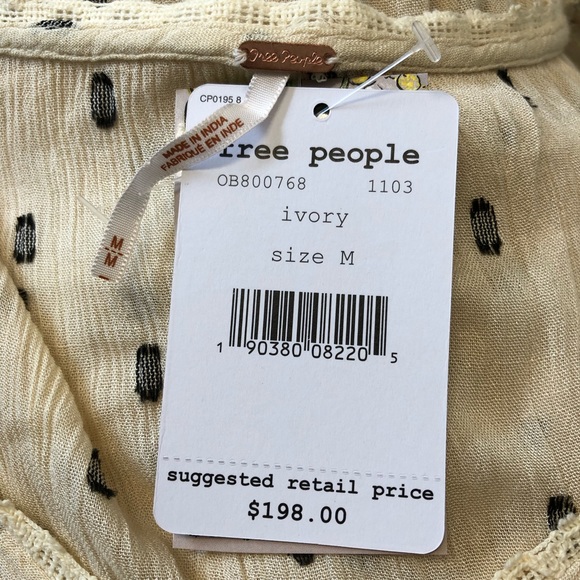 Free People
MADE IN INDIA
FABRIQUÉ EN INDE
M
M
CP0195 8
free people
OB800768 1103
ivory
size M
1 90380 08220 5
suggested retail price
$198.00